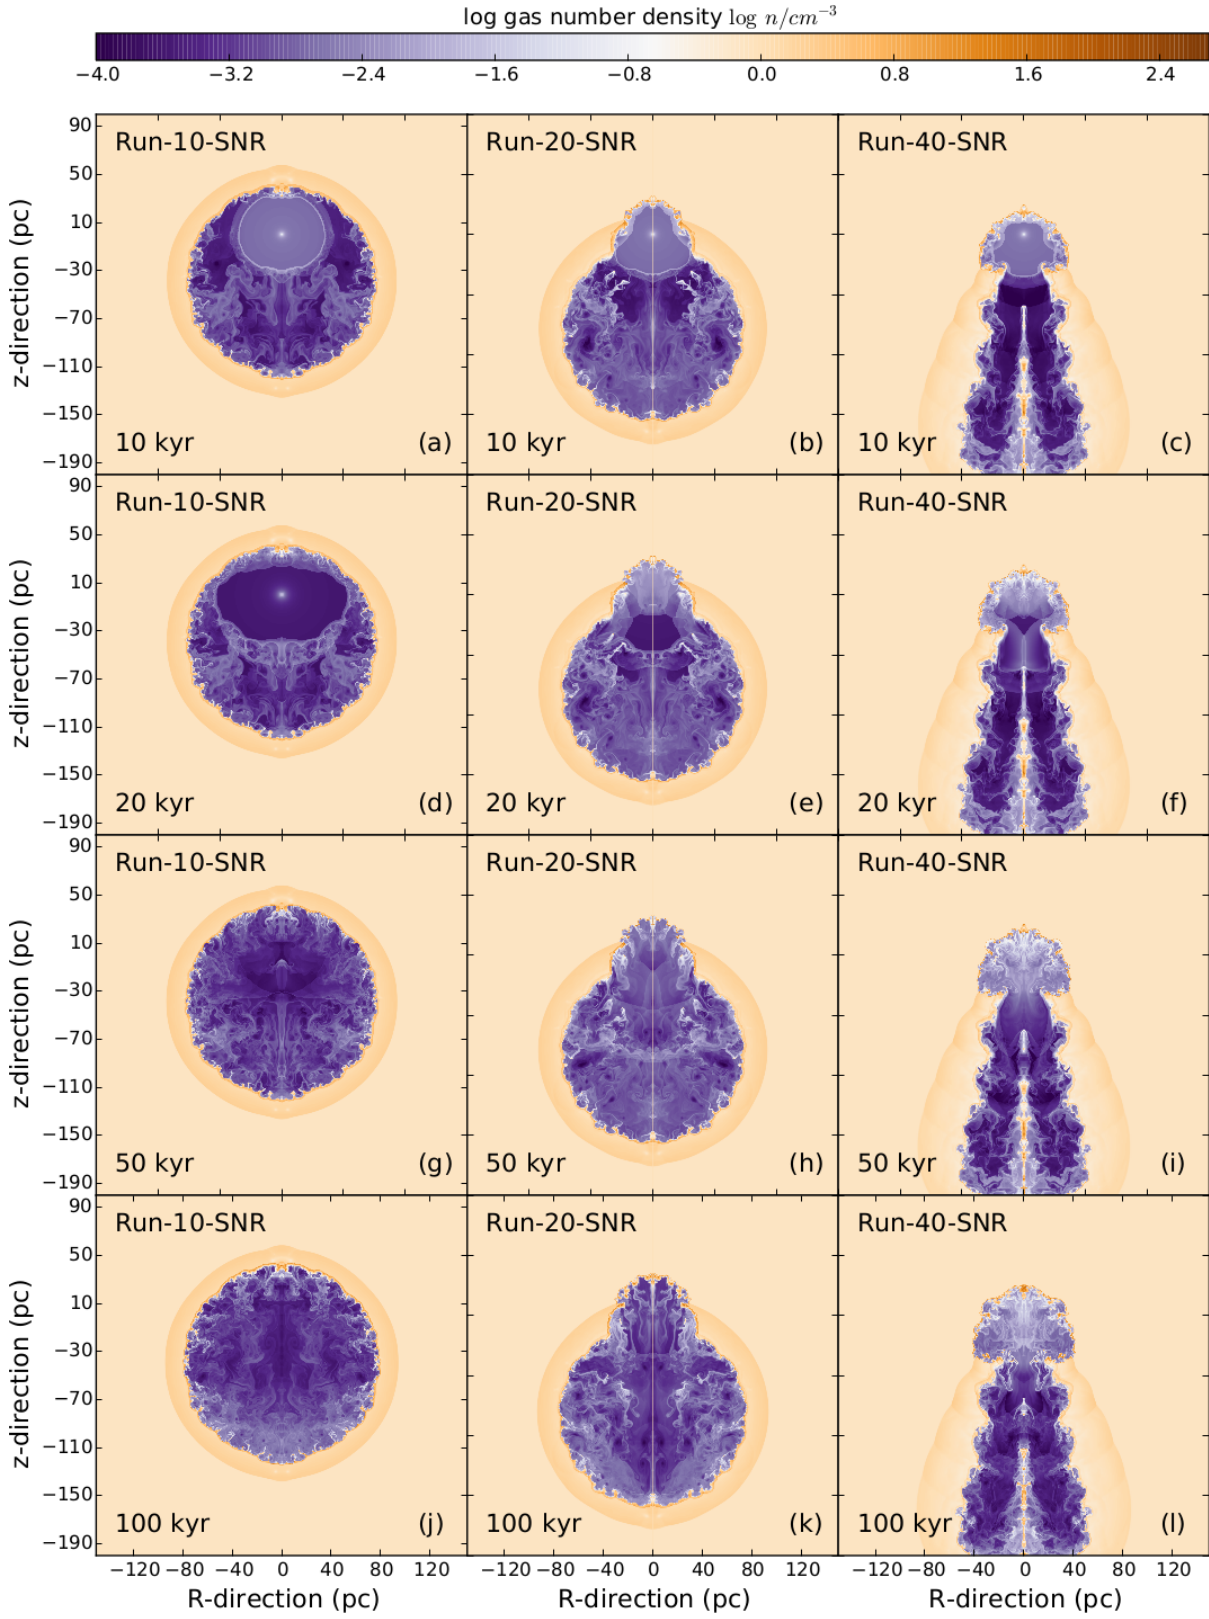 log gas number density log n/cm⁻³
−4.0 −3.2 −2.4 −1.6 −0.8 0.0 0.8 1.6 2.4
90 Run-10-SNR Run-20-SNR Run-40-SNR
50
10
−30
−70
−110
−150
−190
z-direction (pc)
10 kyr (a) 10 kyr (b) 10 kyr (c)
90 Run-10-SNR Run-20-SNR Run-40-SNR
50
10
−30
−70
−110
−150
−190
z-direction (pc)
20 kyr (d) 20 kyr (e) 20 kyr (f)
90 Run-10-SNR Run-20-SNR Run-40-SNR
50
10
−30
−70
−110
−150
−190
z-direction (pc)
50 kyr (g) 50 kyr (h) 50 kyr (i)
90 Run-10-SNR Run-20-SNR Run-40-SNR
50
10
−30
−70
−110
−150
−190
z-direction (pc)
100 kyr (j) 100 kyr (k) 100 kyr (l)
−120 −80 −40 0 40 80 120 −120 −80 −40 0 40 80 120 −120 −80 −40 0 40 80 120
R-direction (pc) R-direction (pc) R-direction (pc)